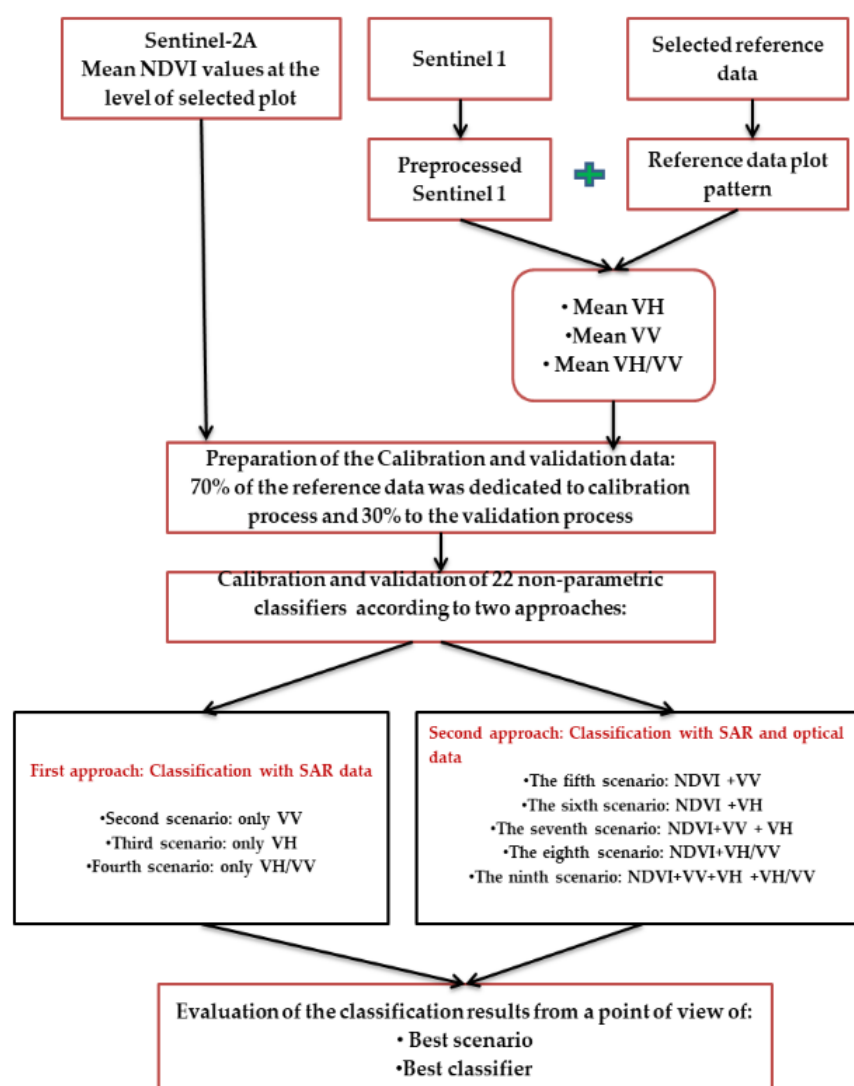 Sentinel-2A
Mean NDVI values at the
level of selected plot
Sentinel 1
Selected reference
data
Preprocessed
Sentinel 1
Reference data plot
pattern
• Mean VH
•Mean VV
• Mean VH/VV
Preparation of the Calibration and validation data:
70% of the reference data was dedicated to calibration
process and 30% to the validation process
Calibration and validation of 22 non-parametric
classifiers according to two approaches:
First approach: Classification with SAR data
•Second scenario: only VV
•Third scenario: only VH
•Fourth scenario: only VH/VV
Second approach: Classification with SAR and optical
data
•The fifth scenario: NDVI +VV
•The sixth scenario: NDVI +VH
•The seventh scenario: NDVI+VV + VH
•The eighth scenario: NDVI+VH/VV
•The ninth scenario: NDVI+VV+VH +VH/VV
Evaluation of the classification results from a point of view of:
• Best scenario
•Best classifier